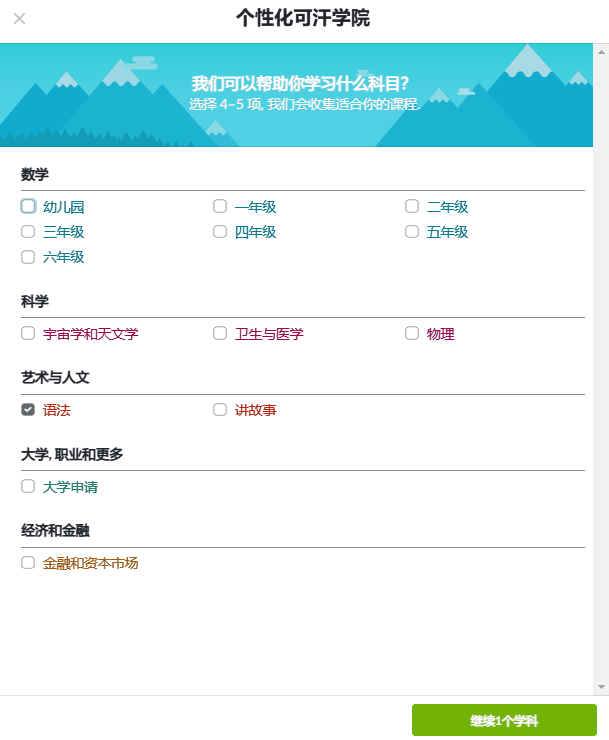 个性化可汗学院
我们可以帮助你学习什么科目?
选择 4–5 项, 我们会收集适合你的课程.
数学
幼儿园 一年级 二年级
三年级 四年级 五年级
六年级
科学
宇宙学和天文学 卫生与医学 物理
艺术与人文
语法 讲故事
大学, 职业和更多
大学申请
经济和金融
金融和资本市场
继续1个学科